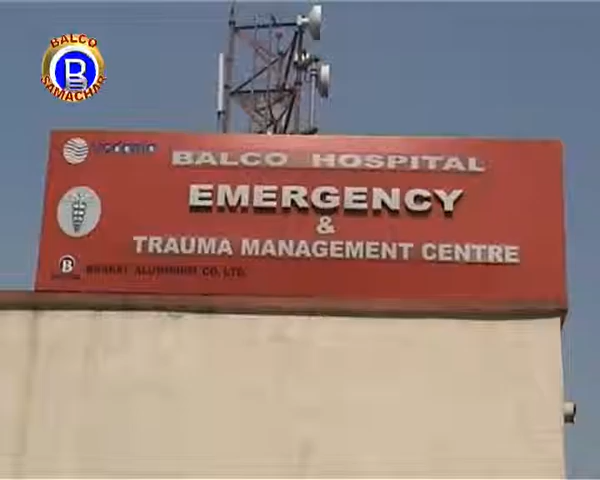 BALCO
B
SAMACHAR
vedanta
BALCO HOSPITAL
EMERGENCY
&
TRAUMA MANAGEMENT CENTRE
B
BHARAT ALUMINIUM CO. LTD.